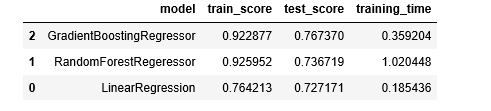 model train_score test_score training_time
2 GradientBoostingRegressor 0.922877 0.767370 0.359204
1 RandomForestRegeressor 0.925952 0.736719 1.020448
0 LinearRegression 0.764213 0.727171 0.185436